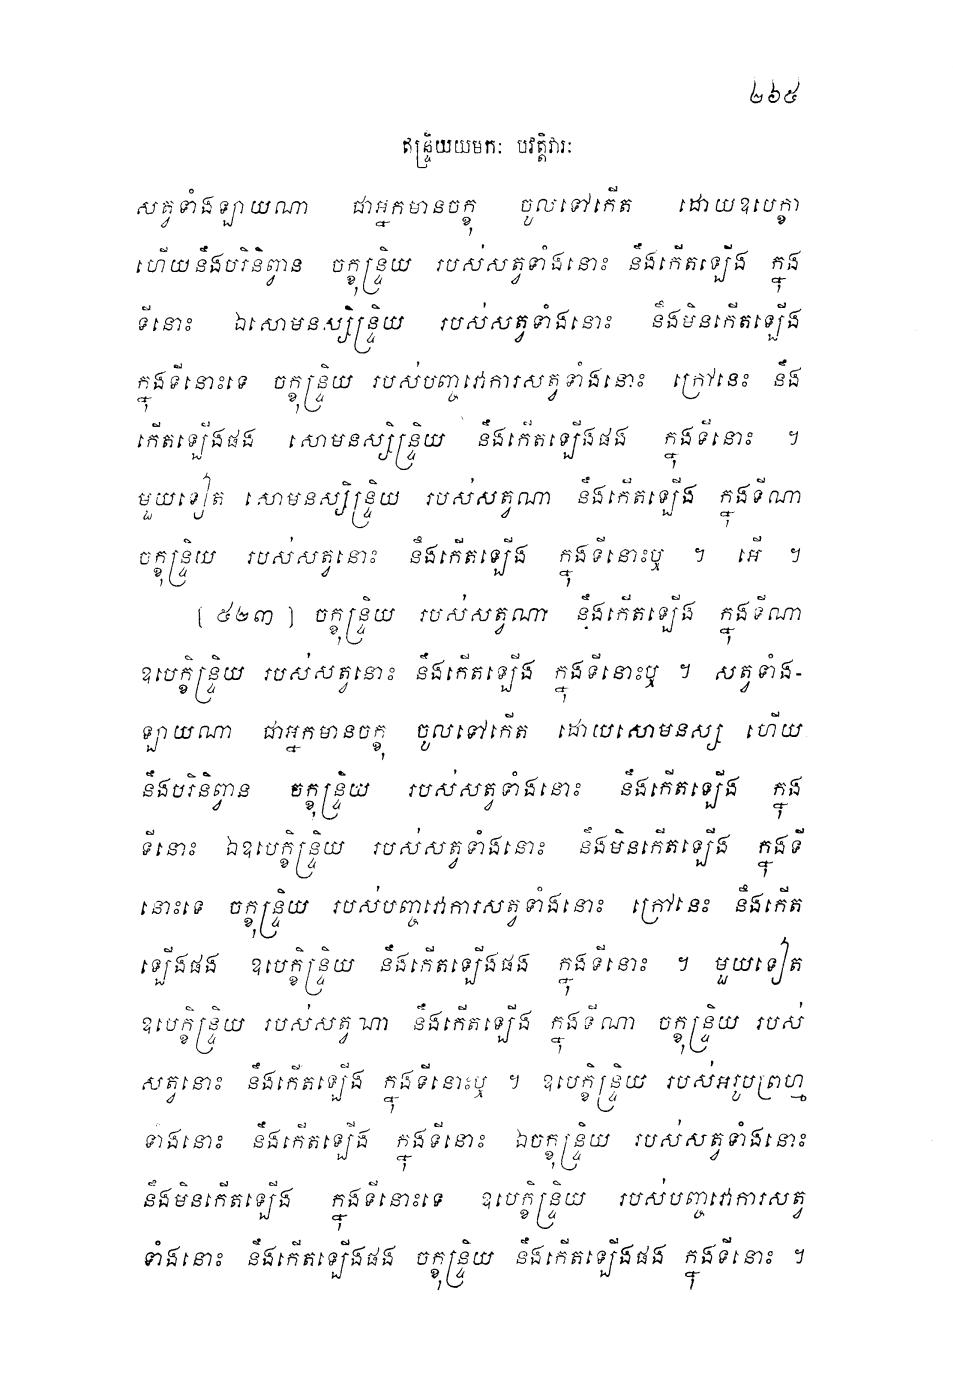 ២៦៥
ឥន្ទ្រិយយមកៈ បវត្តិវារៈ
សត្វទាំងឡាយណា ជាអ្នកមានចក្ខុ ចូលទៅកើត ដោយឧបេក្ខា
ហើយនឹងបរិនិព្វាន ចក្ខុន្ទ្រិយ របស់សត្វទាំងនោះ នឹងកើតឡើង ក្នុង
ទីនោះ ឯសោមនស្សិន្ទ្រិយ របស់សត្វទាំងនោះ នឹងមិនកើតឡើង
ក្នុងទីនោះទេ ចក្ខុន្ទ្រិយ របស់បញ្ចវោការសត្វទាំងនោះ ក្រៅនេះ នឹង
កើតឡើងផង សោមនស្សិន្ទ្រិយ នឹងកើតឡើងផង ក្នុងទីនោះ ។
មួយទៀត សោមនស្សិន្ទ្រិយ របស់សត្វណា នឹងកើតឡើង ក្នុងទីណា
ចក្ខុន្ទ្រិយ របស់សត្វនោះ នឹងកើតឡើង ក្នុងទីនោះឬ ។ អើ ។
[ ៥២៣ ] ចក្ខុន្ទ្រិយ របស់សត្វណា នឹងកើតឡើង ក្នុងទីណា
ឧបេក្ខិន្ទ្រិយ របស់សត្វនោះ នឹងកើតឡើង ក្នុងទីនោះឬ ។ សត្វទាំង-
ឡាយណា ជាអ្នកមានចក្ខុ ចូលទៅកើត ដោយសោមនស្ស ហើយ
នឹងបរិនិព្វាន ចក្ខុន្ទ្រិយ របស់សត្វទាំងនោះ នឹងកើតឡើង ក្នុង
ទីនោះ ឯឧបេក្ខិន្ទ្រិយ របស់សត្វទាំងនោះ នឹងមិនកើតឡើង ក្នុងទី
នោះទេ ចក្ខុន្ទ្រិយ របស់បញ្ចវោការសត្វទាំងនោះ ក្រៅនេះ នឹងកើត
ឡើងផង ឧបេក្ខិន្ទ្រិយ នឹងកើតឡើងផង ក្នុងទីនោះ ។ មួយទៀត
ឧបេក្ខិន្ទ្រិយ របស់សត្វណា នឹងកើតឡើង ក្នុងទីណា ចក្ខុន្ទ្រិយ របស់
សត្វនោះ នឹងកើតឡើង ក្នុងទីនោះឬ ។ ឧបេក្ខិន្ទ្រិយ របស់អរូបព្រហ្ម
ទាំងនោះ នឹងកើតឡើង ក្នុងទីនោះ ឯចក្ខុន្ទ្រិយ របស់សត្វទាំងនោះ
នឹងមិនកើតឡើង ក្នុងទីនោះទេ ឧបេក្ខិន្ទ្រិយ របស់បញ្ចវោការសត្វ
ទាំងនោះ នឹងកើតឡើងផង ចក្ខុន្ទ្រិយ នឹងកើតឡើងផង ក្នុងទីនោះ ។